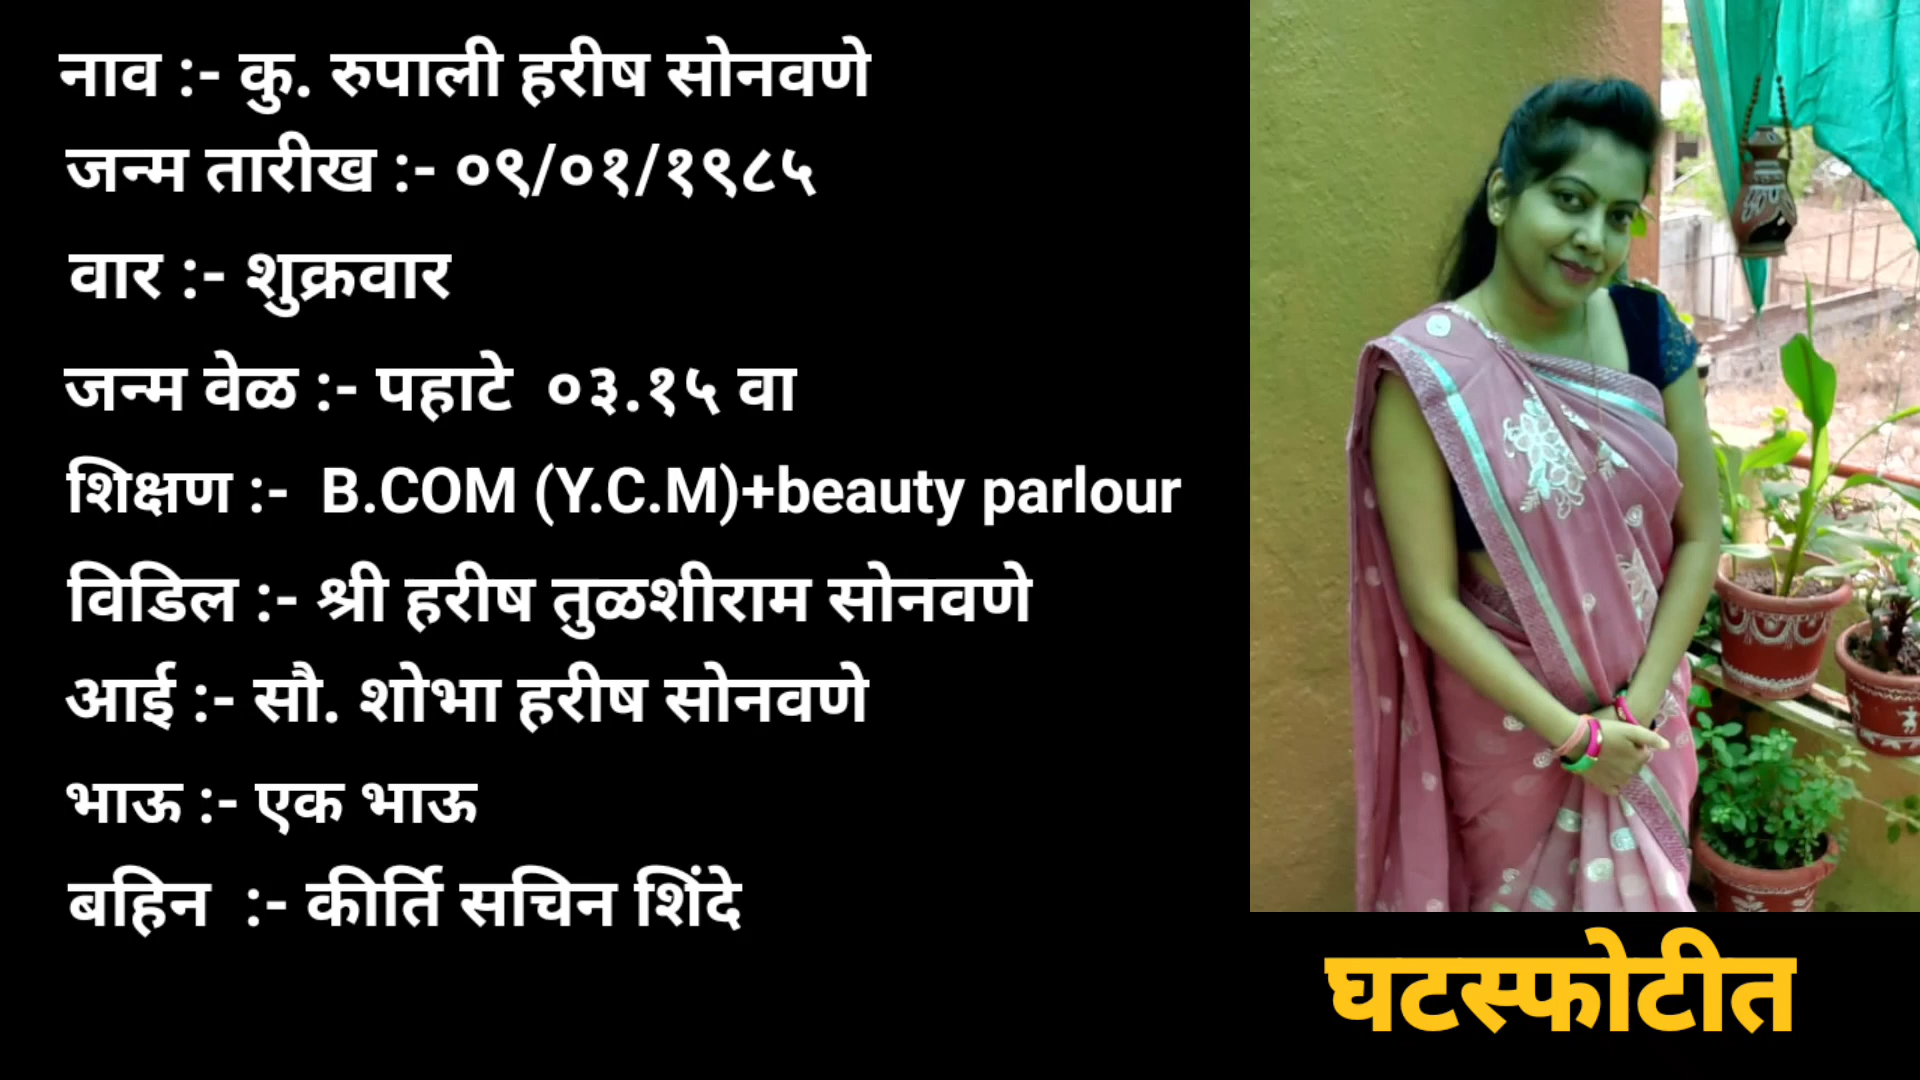 नाव :- कु. रुपाली हरीष सोनवणे
जन्म तारीख :- ०९/०१/१९८५
वार :- शुक्रवार
जन्म वेळ :- पहाटे ०३.१५ वा
शिक्षण :- B.COM (Y.C.M)+beauty parlour
विडिल :- श्री हरीष तुळशीराम सोनवणे
आई :- सौ. शोभा हरीष सोनवणे
भाऊ :- एक भाऊ
बहिन :- कीर्ति सचिन शिंदे
घटस्फोटीत